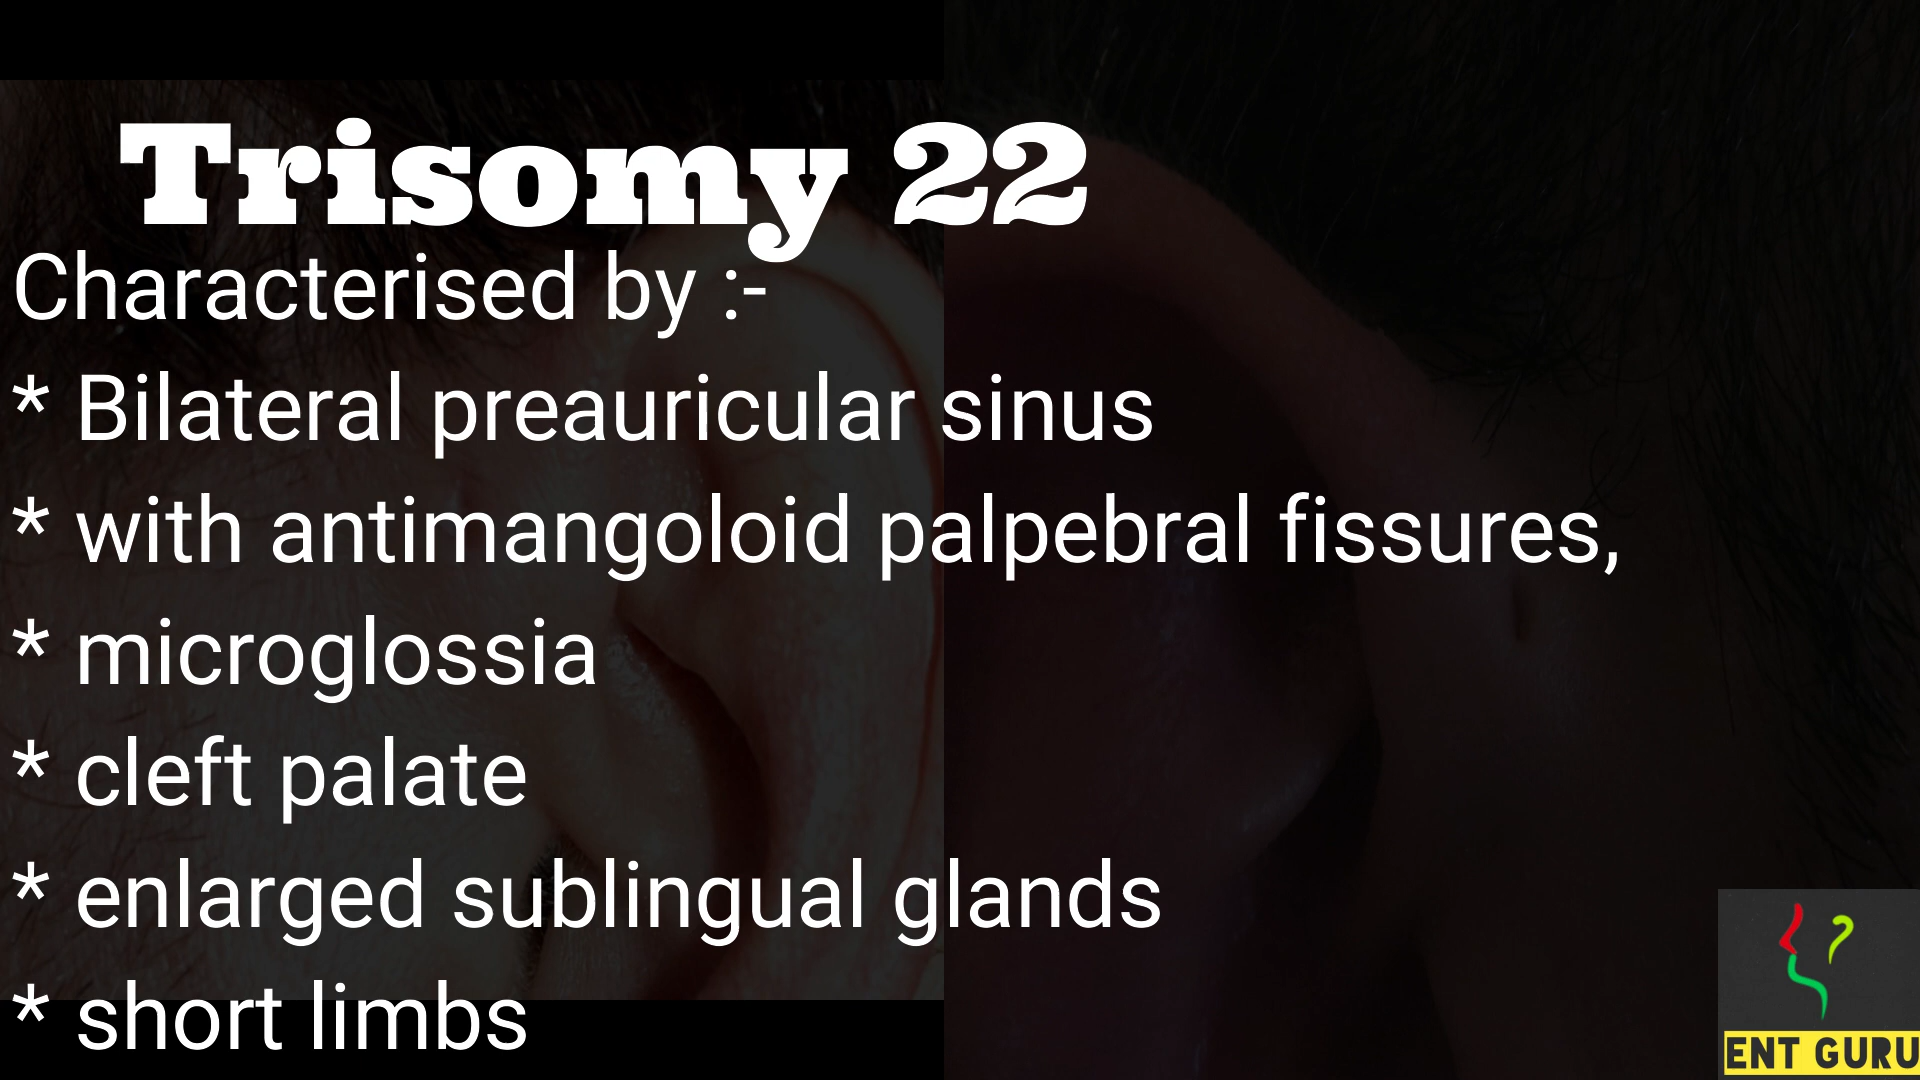 Trisomy 22
Characterised by :-
* Bilateral preauricular sinus
* with antimangoloid palpebral fissures,
* microglossia
* cleft palate
* enlarged sublingual glands
* short limbs
ENT GURU